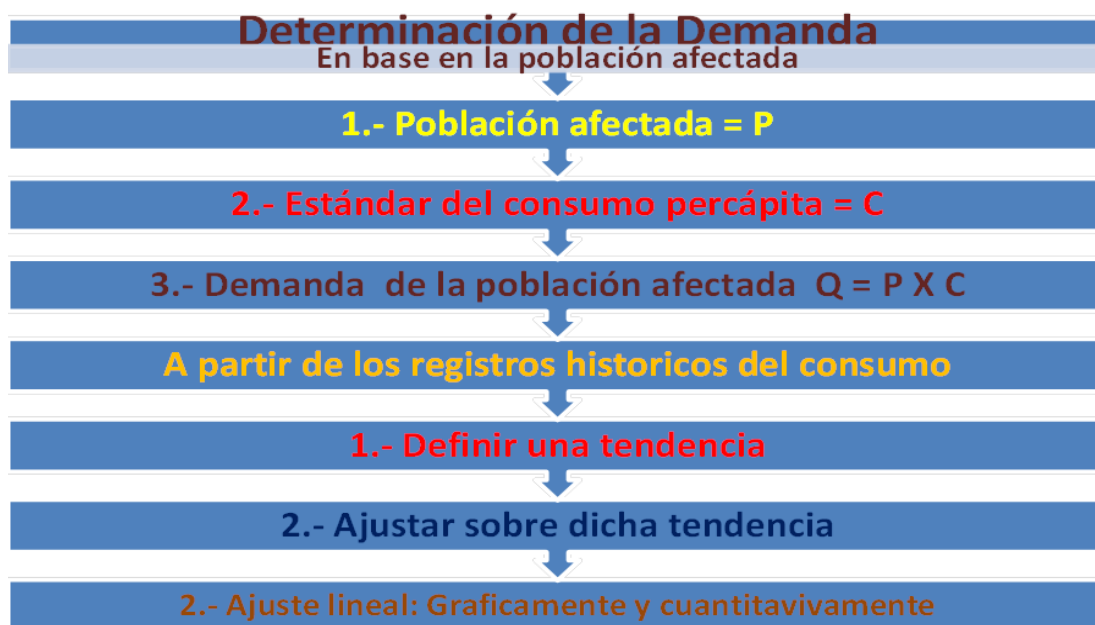 Determinación de la Demanda
En base en la población afectada
1.- Población afectada = P
2.- Estándar del consumo percápita = C
3.- Demanda de la población afectada Q = P X C
A partir de los registros historicos del consumo
1.- Definir una tendencia
2.- Ajustar sobre dicha tendencia
2.- Ajuste lineal: Graficamente y cuantitavivamente